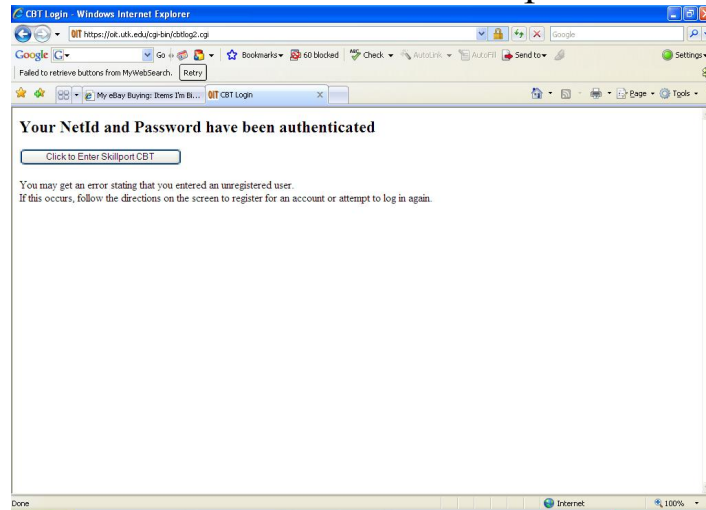 CBT Login - Windows Internet Explorer
OIT https://oit.utk.edu/cgi-bin/cbtlog2.cgi Google
Google G Go Bookmarks 60 blocked Check AutoLink AutoFill Send to Settings
Failed to retrieve buttons from MyWebSearch. Retry
My eBay Buying: Items I'm Bi... OIT CBT Login X Page Tools
Your NetId and Password have been authenticated
Click to Enter Skillport CBT
You may get an error stating that you entered an unregistered user.
If this occurs, follow the directions on the screen to register for an account or attempt to log in again.
Done Internet 100%